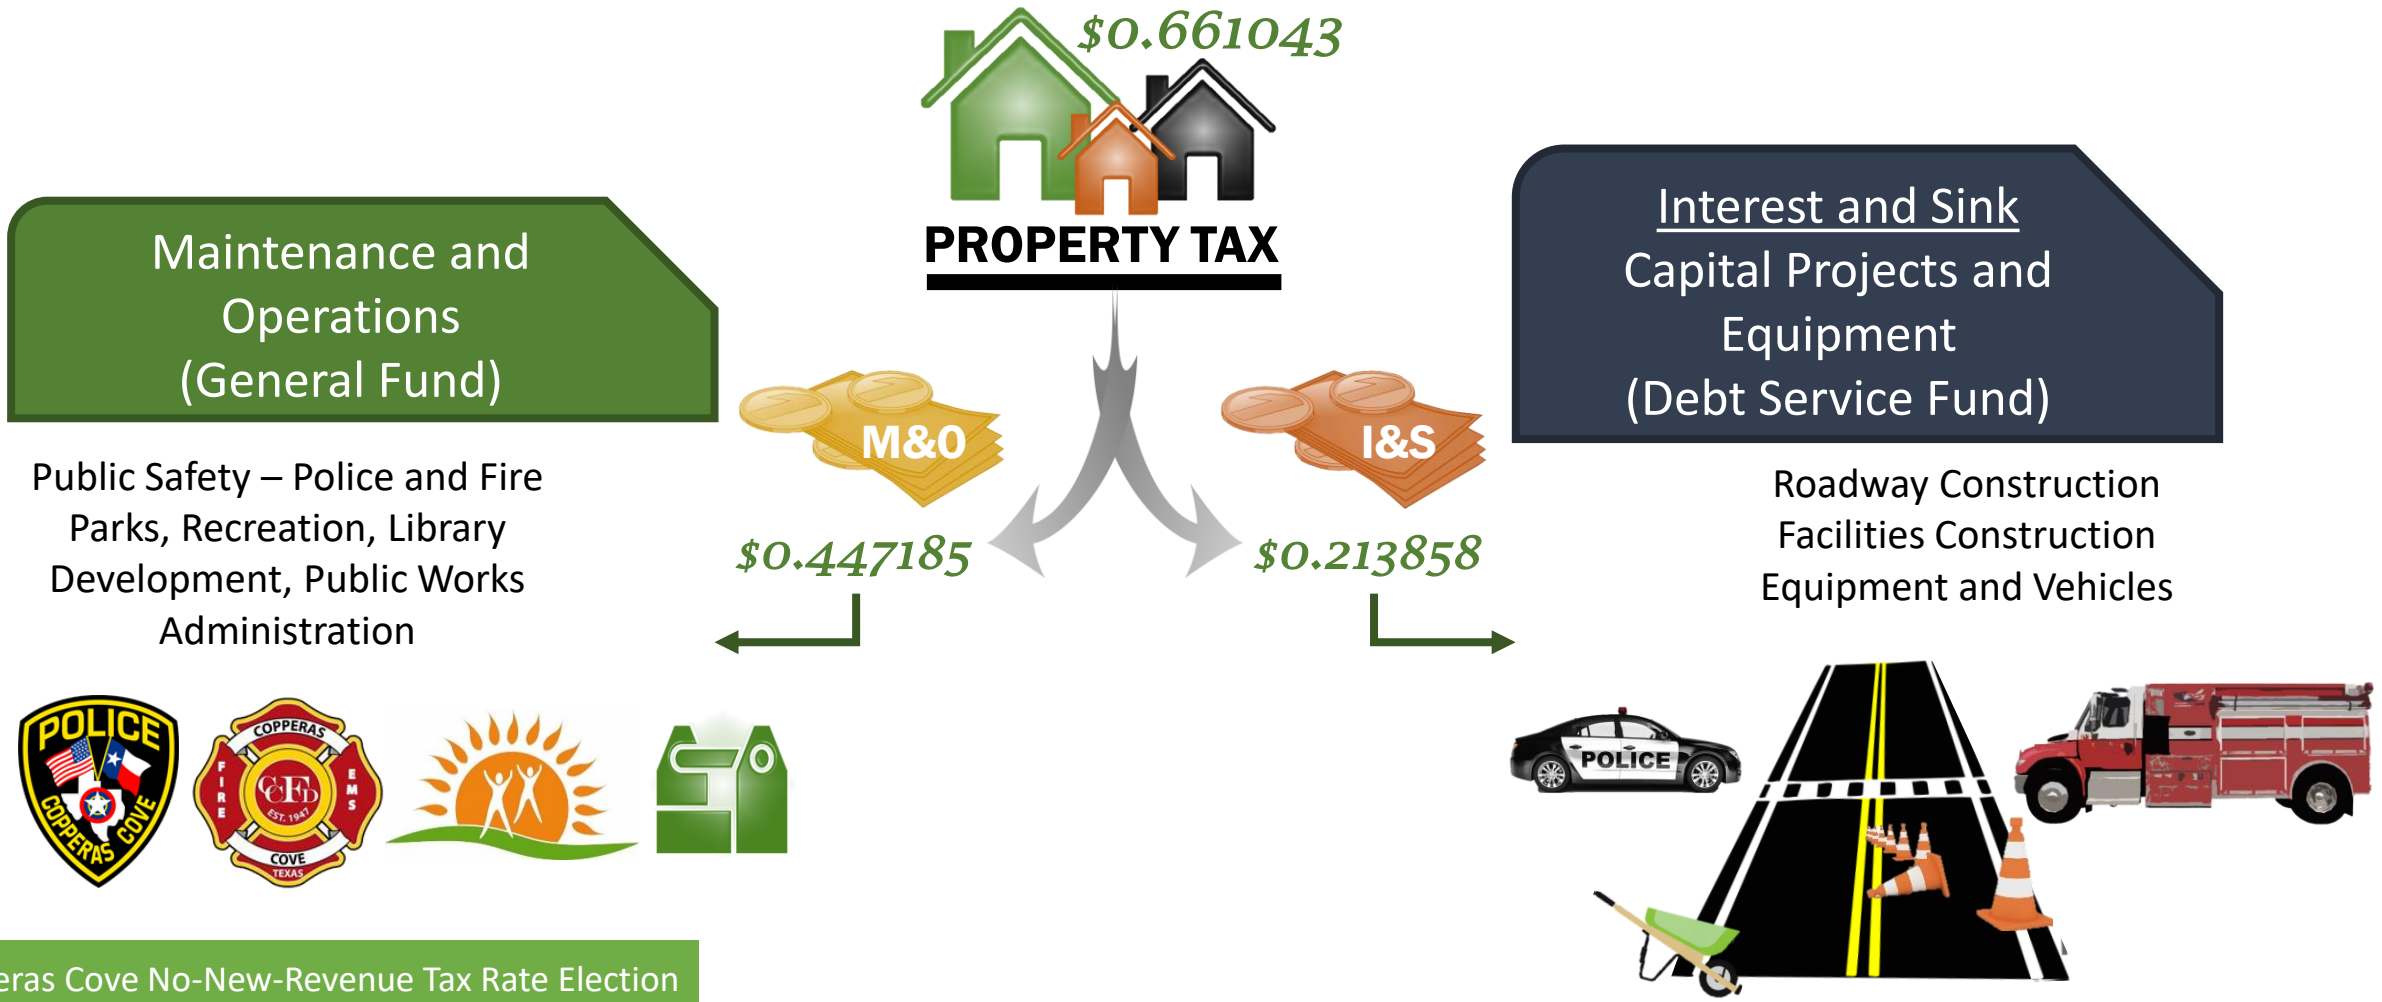 $0.661043
PROPERTY TAX
Maintenance and
Operations
(General Fund)
Public Safety – Police and Fire
Parks, Recreation, Library
Development, Public Works
Administration
M&O
$0.447185
I&S
$0.213858
Interest and Sink
Capital Projects and
Equipment
(Debt Service Fund)
Roadway Construction
Facilities Construction
Equipment and Vehicles
POLICE
COPPERAS COVE
COPPERAS
FIRE
EMS
CCFD
EST. 1947
COVE
TEXAS
POLICE
eras Cove No-New-Revenue Tax Rate Election